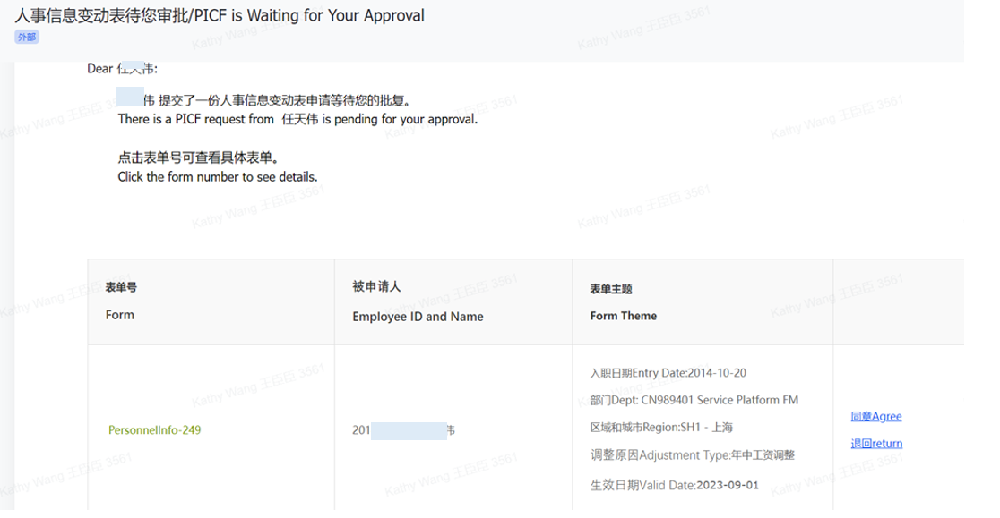 人事信息变动表待您审批/PICF is Waiting for Your Approval
外部
Dear 任天伟:
伟 提交了一份人事信息变动表申请等待您的批复。
There is a PICF request from 任天伟 is pending for your approval.
点击表单号可查看具体表单。
Click the form number to see details.
表单号
Form
被申请人
Employee ID and Name
表单主题
Form Theme
PersonnelInfo-249
201 伟
入职日期Entry Date:2014-10-20
部门Dept: CN989401 Service Platform FM
区域和城市Region:SH1 - 上海
调整原因Adjustment Type:年中工资调整
生效日期Valid Date:2023-09-01
同意Agree
退回return
Kathy Wang 王臣臣 3561